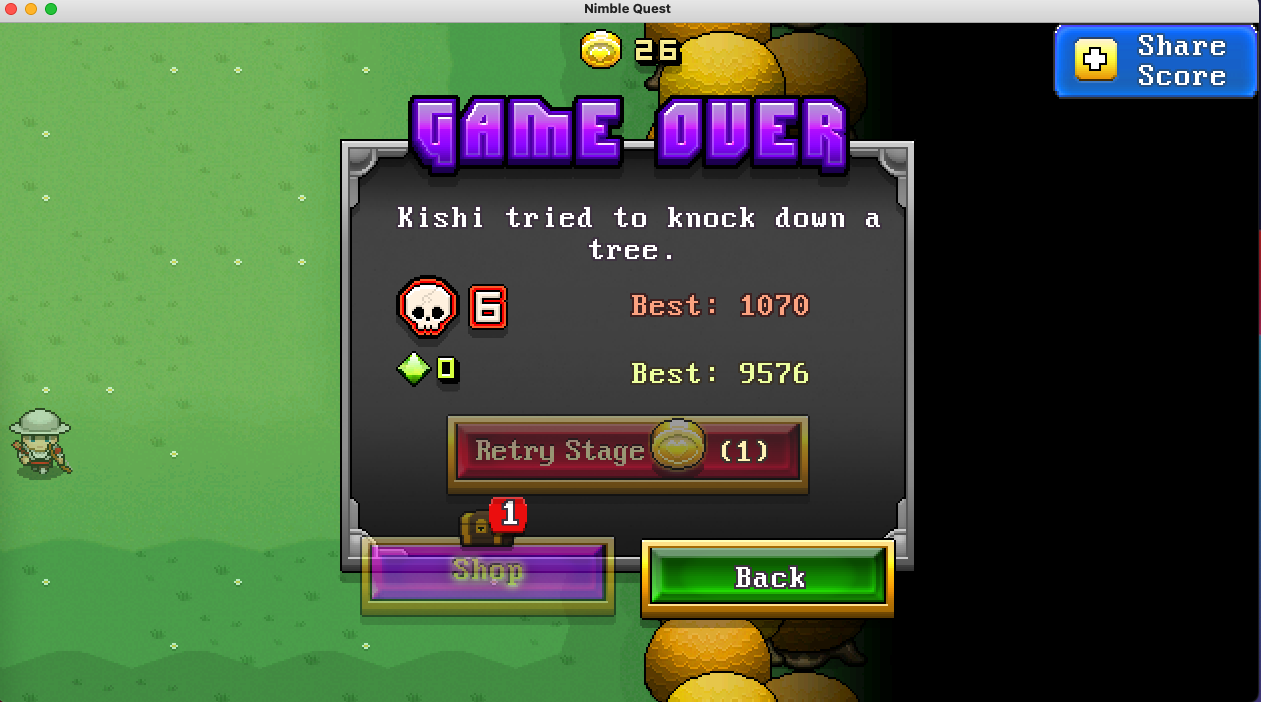 Nimble Quest
26
Share
Score
GAME OVER
Kishi tried to knock down a
tree.
6 Best: 1070
0 Best: 9576
Retry Stage (1)
1
Shop
Back